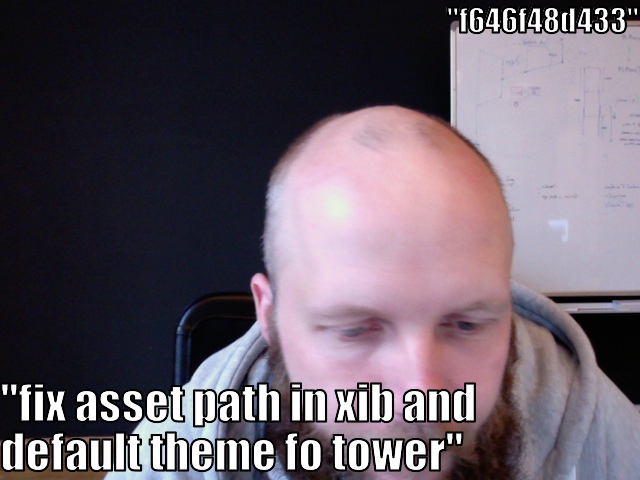 "f646f48d433"
"fix asset path in xib and
default theme fo tower"